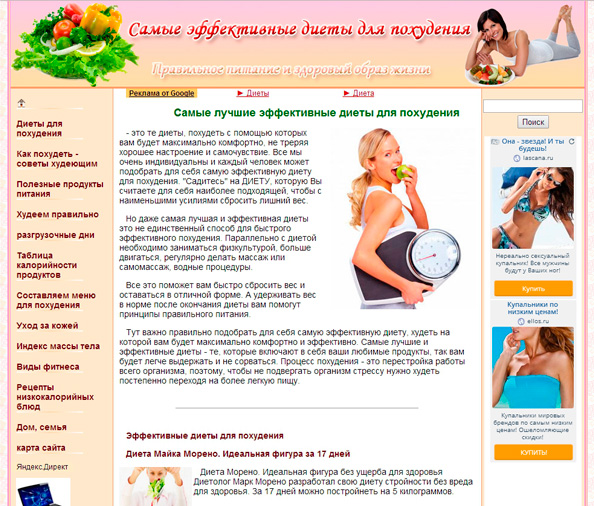 Самые эффективные диеты для похудения
Правильное питание и здоровый образ жизни
Реклама от Google
► Диеты
► Диета
Диеты для
похудения
Как похудеть -
советы худеющим
Полезные продукты
питания
Худеем правильно
разгрузочные дни
Таблица
калорийности
продуктов
Составляем меню
для похудения
Уход за кожей
Индекс массы тела
Виды фитнеса
Рецепты
низкокалорийных
блюд
Дом, семья
карта сайта
Яндекс.Директ
Самые лучшие эффективные диеты для похудения
- это те диеты, похудеть с помощью которых
вам будет максимально комфортно, не терряя
хорошее настроение и самочувствие. Все мы
очень индивидуальны и каждый человек может
подобрать для себя самую эффективную диету
для похудения. "Садитесь" на ДИЕТУ, которую Вы
считаете для себя наиболее подходящей, чтобы с
наименьшими усилиями сбросить лишний вес.
Но даже самая лучшая и эффективная диеты
это не единственный способ для быстрого
эффективного похудения. Параллельно с диетой
необходимо заниматься физкультурой, больше
двигаться, регулярно делать массаж или
самомассаж, водные процедуры.
Все это поможет вам быстро сбросить вес и
оставаться в отличной форме. А удерживать вес
в норме после окончания диеты вам помогут
принципы правильного питания.
Тут важно правильно подобрать для себя самую эффективную диету, худеть на
которой вам будет максимально комфортно и эффективно. Самые лучшие и
эффективные диеты - те, которые включают в себя ваши любимые продукты, так вам
будет легче выдержать и не сорваться. Процесс похудения - это перестройка работы
всего организма, поэтому, чтобы не подвергать организм стрессу нужно худеть
постепенно переходя на более легкую пищу.
Эффективные диеты для похудения
Диета Майка Морено. Идеальная фигура за 17 дней
Диета Морено. Идеальная фигура без ущерба для здоровья
Диетолог Марк Морено разработал свою диету стройности без вреда
для здоровья. За 17 дней можно постройнеть на 5 килограммов.
Поиск
Она - звезда! И ты
будешь!
lascana.ru
Нереально сексуальный
купальник! Все мужчины
будут у Ваших ног!
Купить
Купальники по
низким ценам!
ellos.ru
Купальники мировых
брендов по самым низким
ценам! Ошеломляющие
скидки!
КУПИТЬ